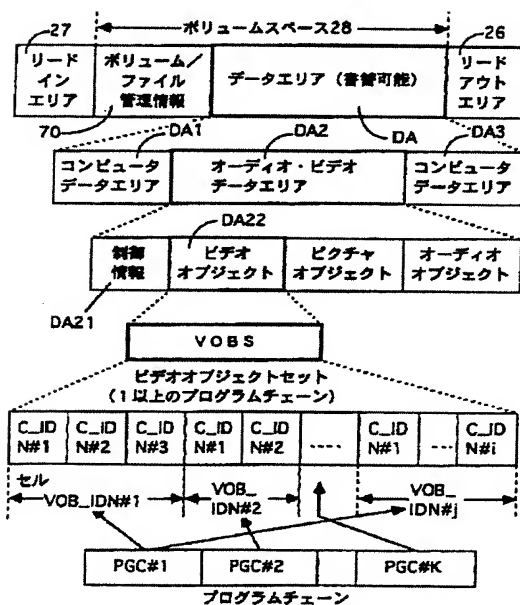 ボリュームスペース28
27
26
リード
イン
エリア
ボリューム／
ファイル
管理情報
データエリア（書替可能）
リード
アウト
エリア
70
DA1
DA2
DA
DA3
コンピュータ
データエリア
オーディオ・ビデオ
データエリア
コンピュータ
データエリア
DA22
制御
情報
ビデオ
オブジェクト
ピクチャ
オブジェクト
オーディオ
オブジェクト
DA21
VOBS
ビデオオブジェクトセット
（1以上のプログラムチェーン）
C_ID
N#1
C_ID
N#2
C_ID
N#3
C_ID
N#1
C_ID
N#2
-----
C_ID
N#1
----
C_ID
N#i
セル
VOB_IDN#1
VOB_
IDN#2
VOB_
IDN#j
PGC#1
PGC#2
PGC#K
プログラムチェーン